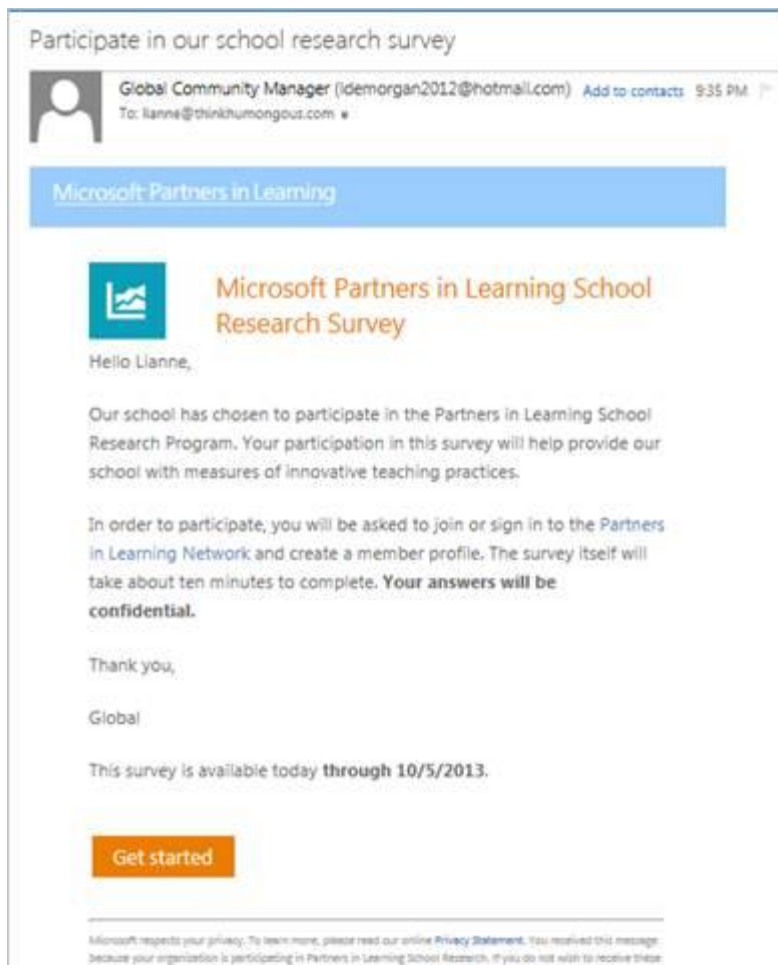 Participate in our school research survey
Global Community Manager (ldemorgan2012@hotmail.com) Add to contacts 9:35 PM
To: lianne@thinkhumongous.com
Microsoft Partners in Learning
Microsoft Partners in Learning School
Research Survey
Hello Lianne,
Our school has chosen to participate in the Partners in Learning School
Research Program. Your participation in this survey will help provide our
school with measures of innovative teaching practices.
In order to participate, you will be asked to join or sign in to the Partners
in Learning Network and create a member profile. The survey itself will
take about ten minutes to complete. Your answers will be
confidential.
Thank you,
Global
This survey is available today through 10/5/2013.
Get started
Microsoft respects your privacy. To learn more, please read our online Privacy Statement. You received this message
because your organization is participating in Partners in Learning School Research. If you do not wish to receive these